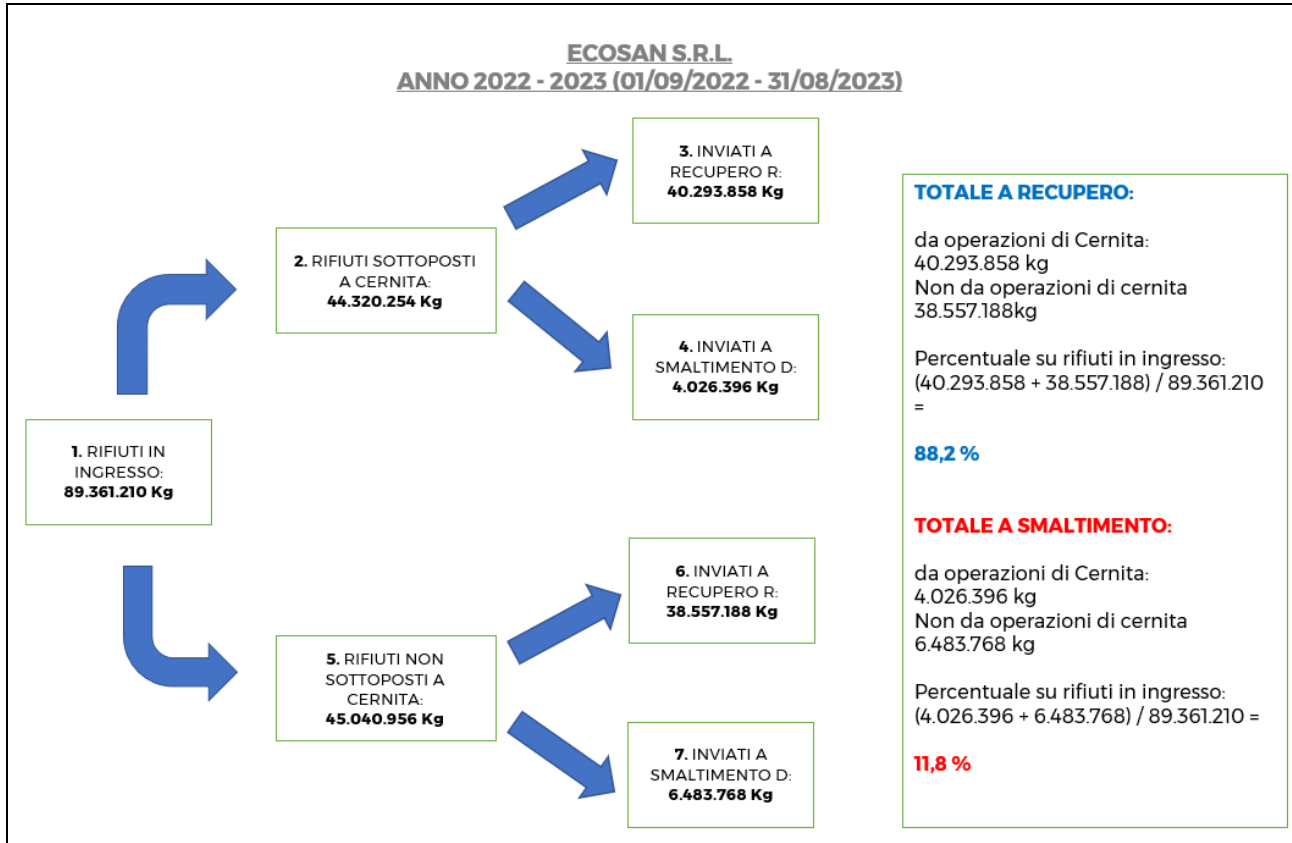 ECOSAN S.R.L.
ANNO 2022 - 2023 (01/09/2022 - 31/08/2023)
1. RIFIUTI IN
INGRESSO:
89.361.210 Kg
2. RIFIUTI SOTTOPOSTI
A CERNITA:
44.320.254 Kg
3. INVIATI A
RECUPERO R:
40.293.858 Kg
4. INVIATI A
SMALTIMENTO D:
4.026.396 Kg
5. RIFIUTI NON
SOTTOPOSTI A
CERNITA:
45.040.956 Kg
6. INVIATI A
RECUPERO R:
38.557.188 Kg
7. INVIATI A
SMALTIMENTO D:
6.483.768 Kg
TOTALE A RECUPERO:
da operazioni di Cernita:
40.293.858 kg
Non da operazioni di cernita
38.557.188kg
Percentuale su rifiuti in ingresso:
(40.293.858 + 38.557.188) / 89.361.210
=
88,2 %
TOTALE A SMALTIMENTO:
da operazioni di Cernita:
4.026.396 kg
Non da operazioni di cernita
6.483.768 kg
Percentuale su rifiuti in ingresso:
(4.026.396 + 6.483.768) / 89.361.210 =
11,8 %